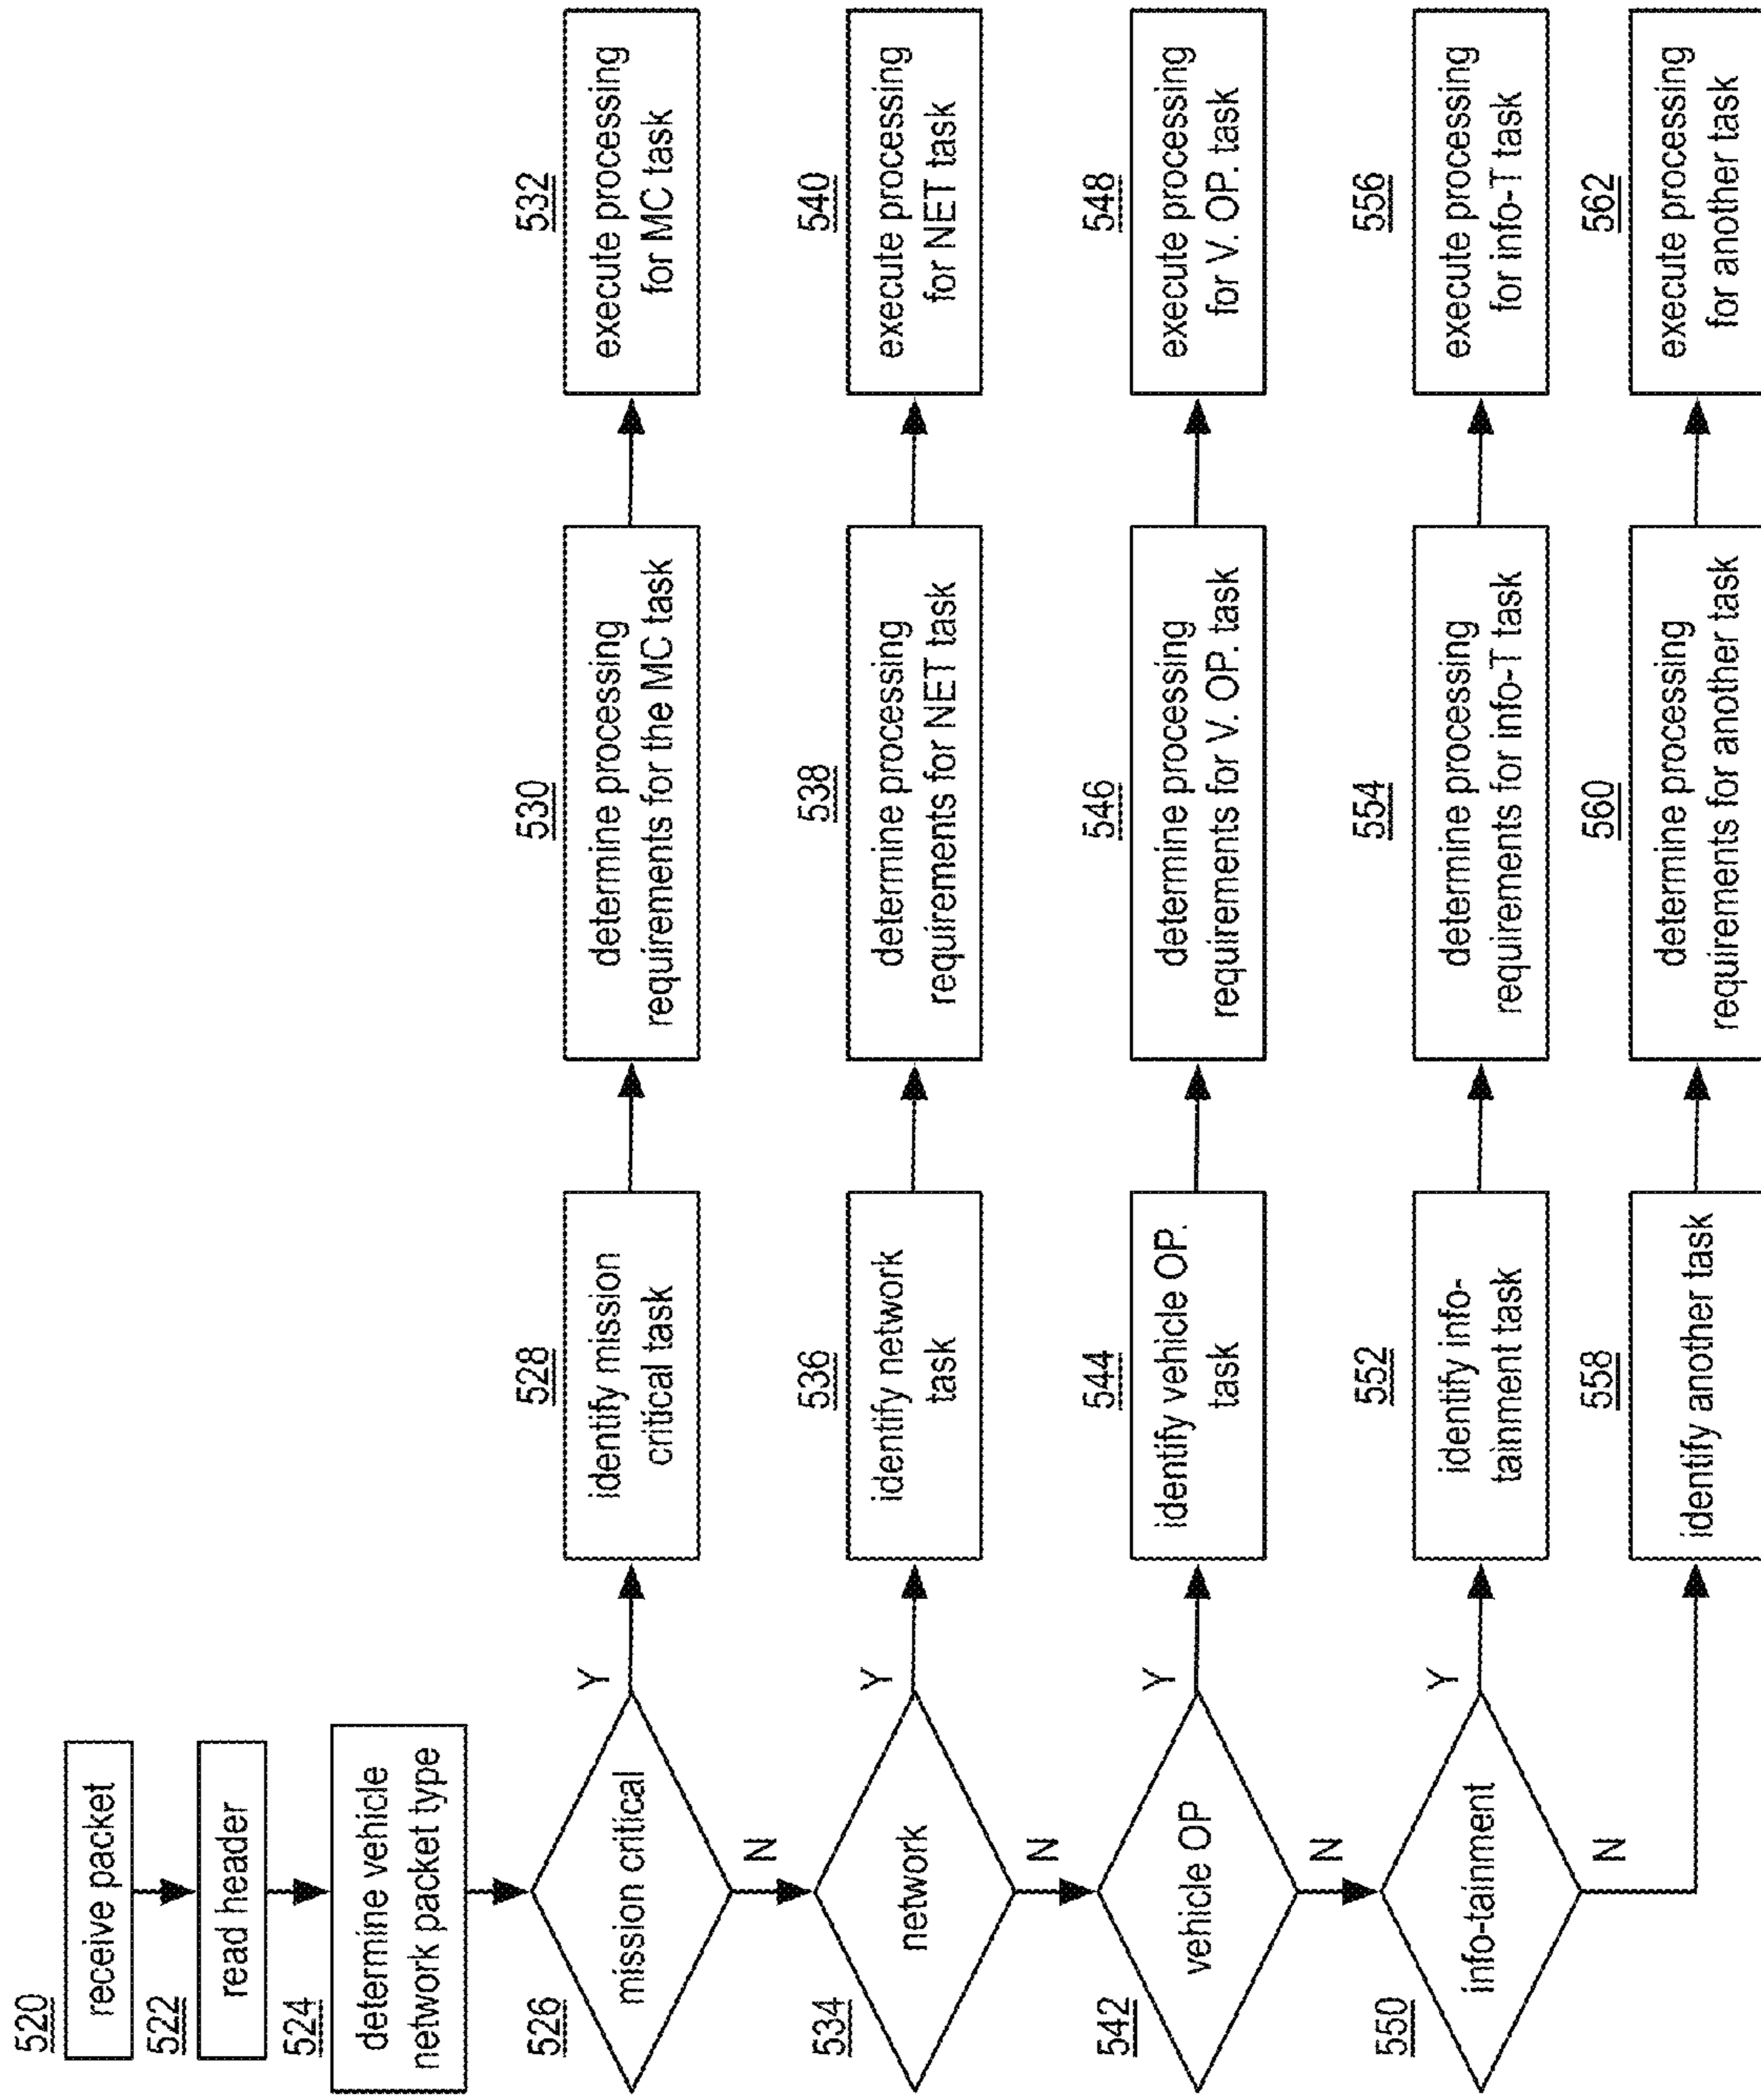 520
receive packet
522
read header
524
determine vehicle
network packet type
526
mission critical
Y
N
528
identify mission
critical task
530
determine processing
requirements for the MC task
532
execute processing
for MC task
534
network
Y
N
536
identify network
task
538
determine processing
requirements for NET task
540
execute processing
for NET task
542
vehicle OP
Y
N
544
identify vehicle OP.
task
546
determine processing
requirements for V. OP. task
548
execute processing
for V. OP. task
550
info-tainment
Y
N
552
identify info-
tainment task
554
determine processing
requirements for info-T task
556
execute processing
for info-T task
558
identify another task
560
determine processing
requirements for another task
562
execute processing
for another task